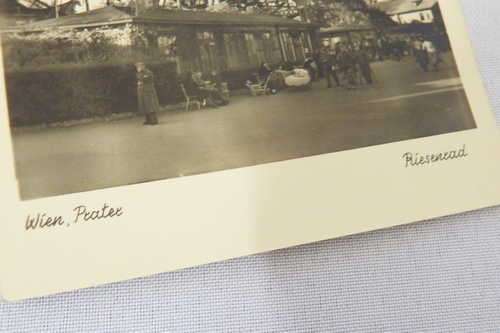 Wien, Prater
Riesenrad